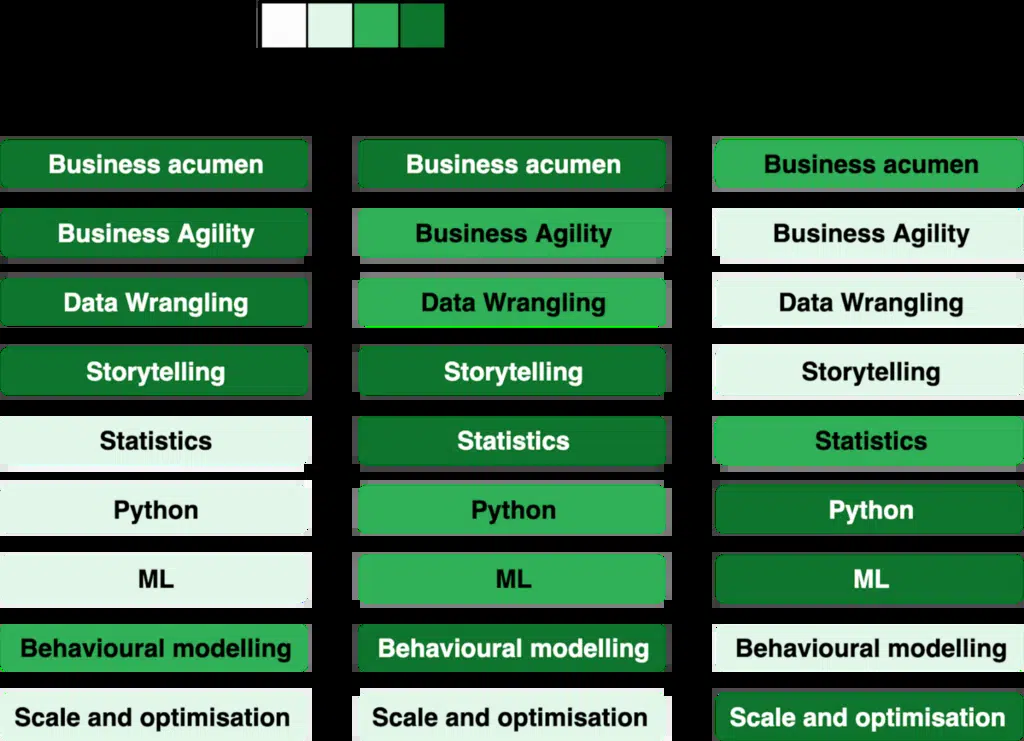 Business acumen
Business acumen
Business acumen
Business Agility
Business Agility
Business Agility
Data Wrangling
Data Wrangling
Data Wrangling
Storytelling
Storytelling
Storytelling
Statistics
Statistics
Statistics
Python
Python
Python
ML
ML
ML
Behavioural modelling
Behavioural modelling
Behavioural modelling
Scale and optimisation
Scale and optimisation
Scale and optimisation